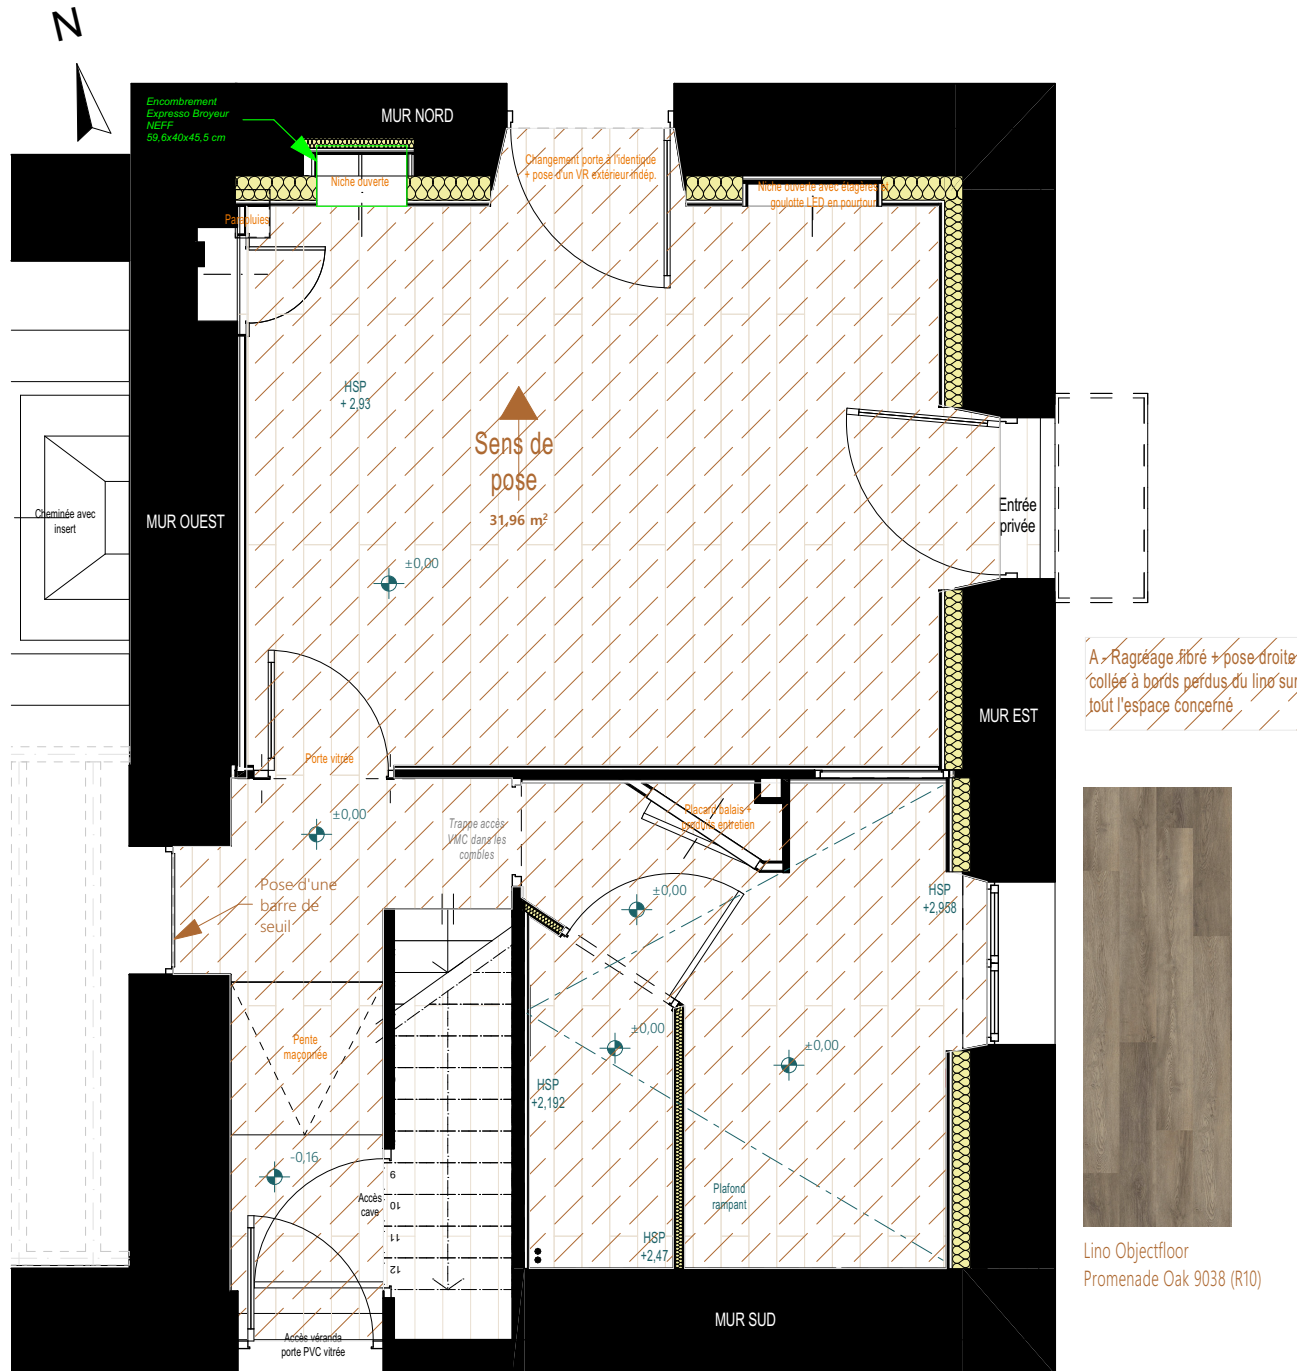 N
Encombrement
Expresso Broyeur
NEFF
59,6x40x45,5 cm
MUR NORD
Niche ouverte
Changement porte à l'identique
+ pose d'un VR extérieur indép.
Niche ouverte avec étagères et
goulotte LED en pourtour
Parapluies
HSP
+ 2,93
Sens de
pose
31,96 m²
Cheminée avec
insert
MUR OUEST
Entrée
privée
±0,00
A - Ragréage fibré + pose droite
collée à bords perdus du lino sur
tout l'espace concerné
MUR EST
Porte vitrée
±0,00
Trappe accès
VMC dans les
combles
Placard balais +
produits entretien
Pose d'une
barre de
seuil
±0,00
HSP
+2,958
Pente
maçonnée
±0,00
±0,00
HSP
+2,192
-0,16
Accès
cave
9
10
11
12
Plafond
rampant
HSP
+2,47
Lino Objectfloor
Promenade Oak 9038 (R10)
MUR SUD
Accès véranda
porte PVC vitrée